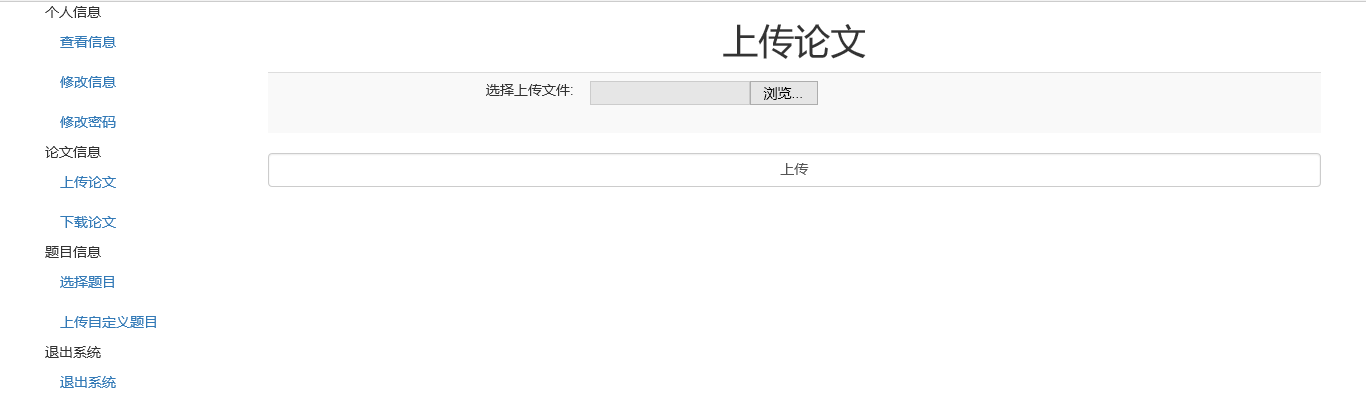 个人信息
查看信息
修改信息
修改密码
论文信息
上传论文
下载论文
题目信息
选择题目
上传自定义题目
退出系统
退出系统
上传论文
选择上传文件: 浏览...
上传